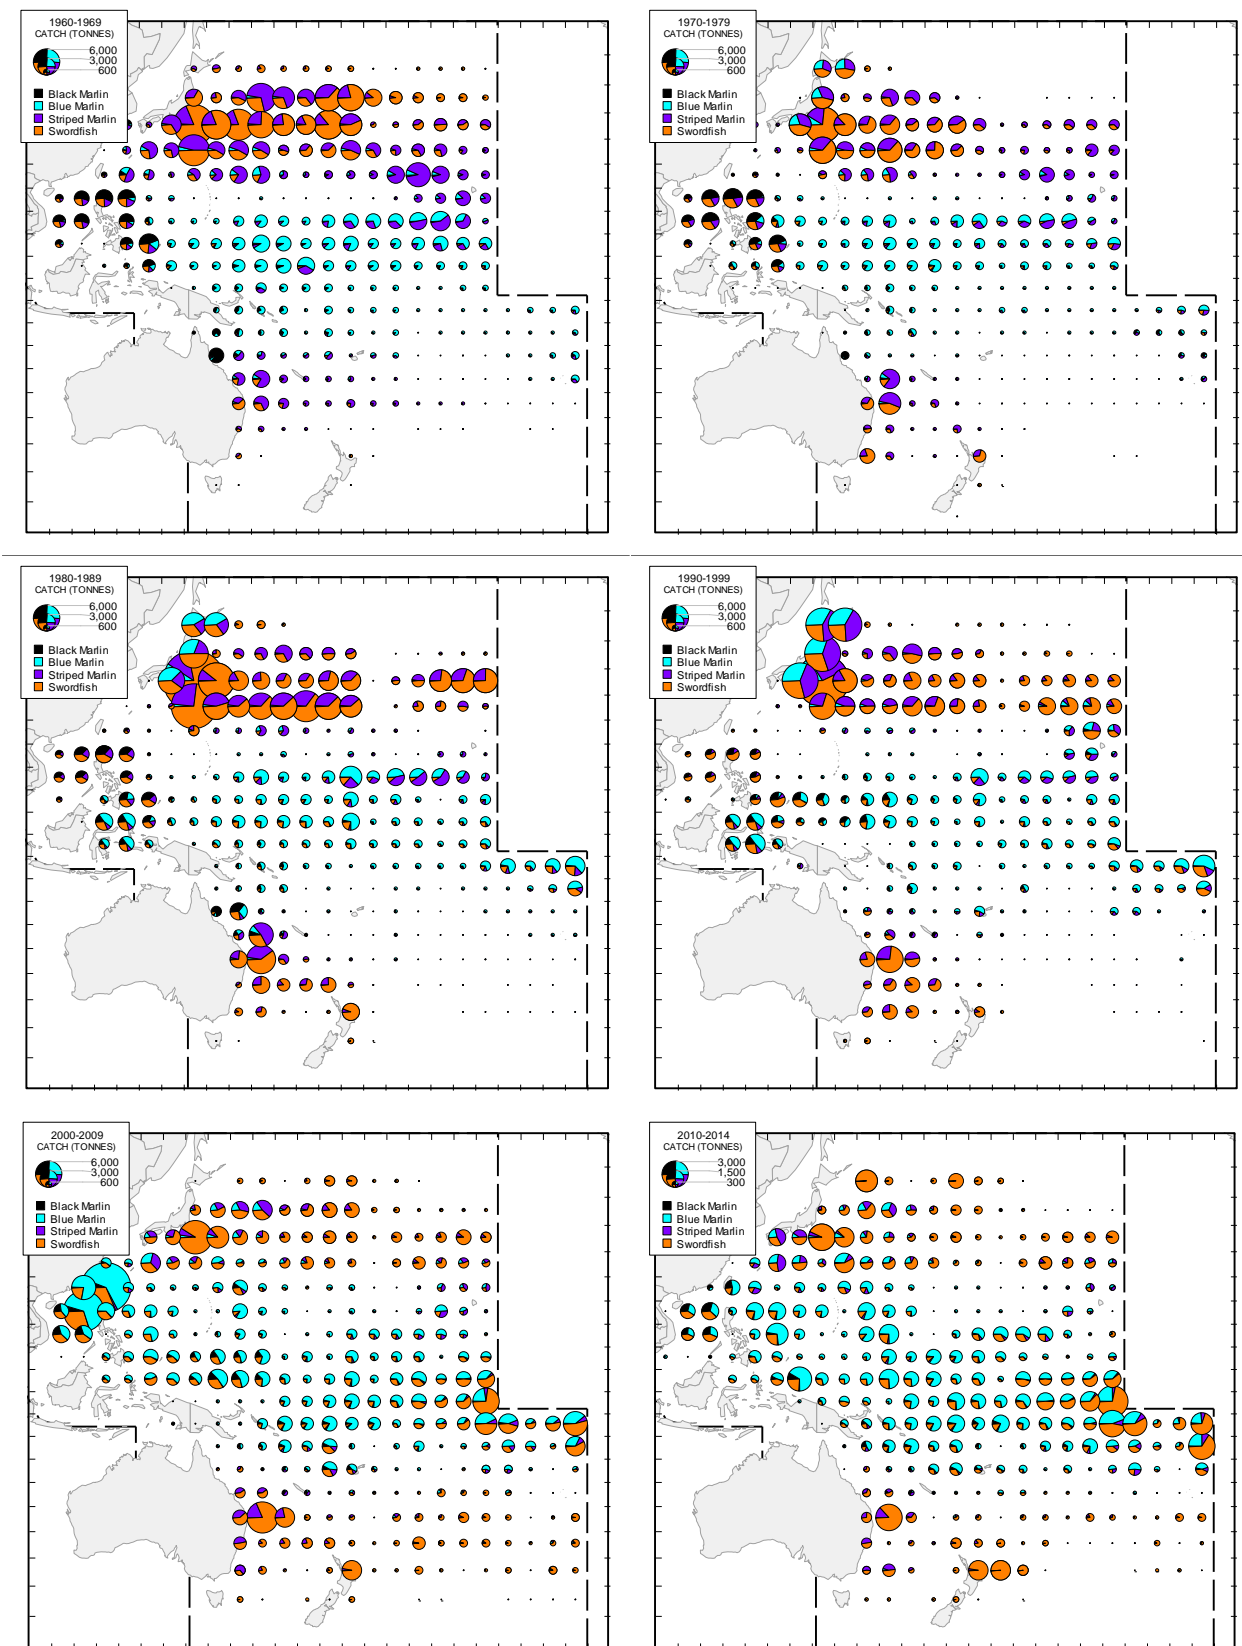 1960-1969
CATCH (TONNES)
6,000
3,000
600
Black Marlin
Blue Marlin
Striped Marlin
Swordfish
1970-1979
CATCH (TONNES)
6,000
3,000
600
Black Marlin
Blue Marlin
Striped Marlin
Swordfish
1980-1989
CATCH (TONNES)
6,000
3,000
600
Black Marlin
Blue Marlin
Striped Marlin
Swordfish
1990-1999
CATCH (TONNES)
6,000
3,000
600
Black Marlin
Blue Marlin
Striped Marlin
Swordfish
2000-2009
CATCH (TONNES)
6,000
3,000
600
Black Marlin
Blue Marlin
Striped Marlin
Swordfish
2010-2014
CATCH (TONNES)
3,000
1,500
300
Black Marlin
Blue Marlin
Striped Marlin
Swordfish